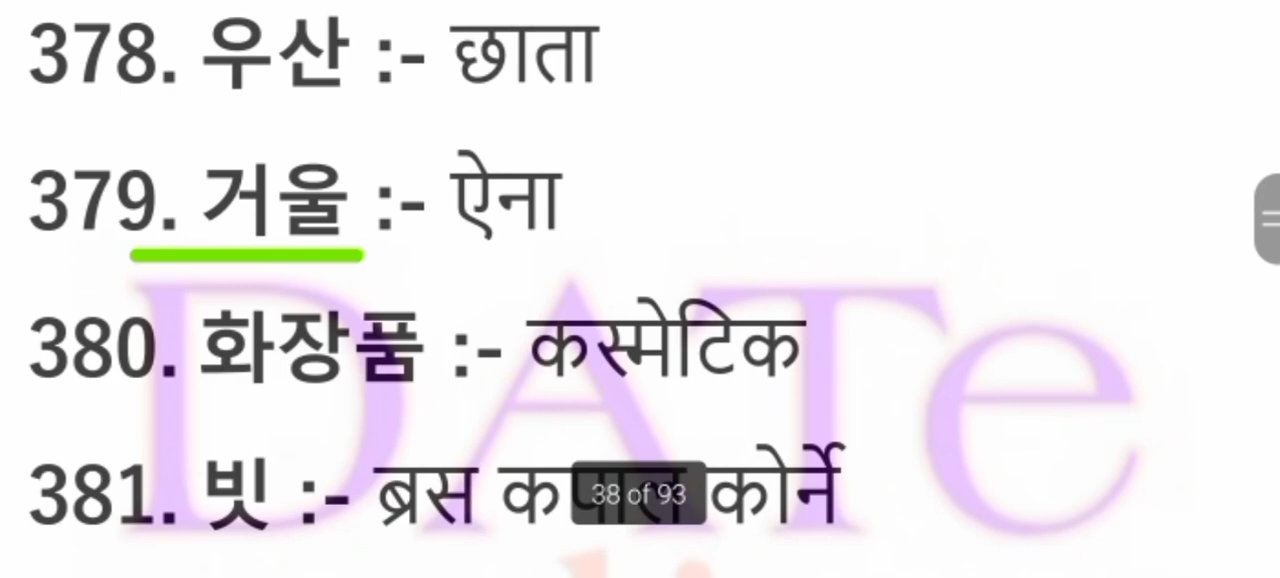 378. 우산 :- छाता
379. 거울 :- ऐना
380. 화장품 :- कस्मेटिक
381. 빗 :- ब्रस कपाल कोर्ने
38 of 93
DATe